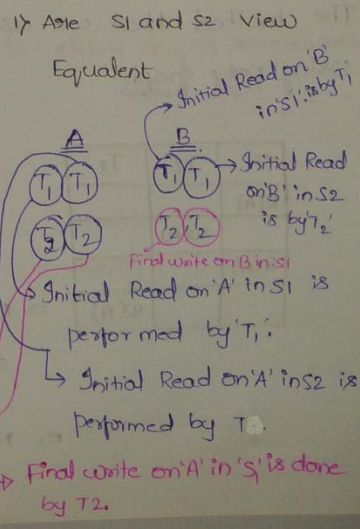 1) Are S1 and S2 View
Equalent
Initial Read on 'B'
in 'S1' is by T1
A
B
T1 T1
T1 T1
Initial Read
on 'B' in S2
is by 'T2'
T2 T2
T2 T2
Final write on B in S1
Initial Read on 'A' in S1 is
performed by 'T1'.
Initial Read on 'A' in S2 is
performed by T
Final write on 'A' in 'S1' is done
by T2.